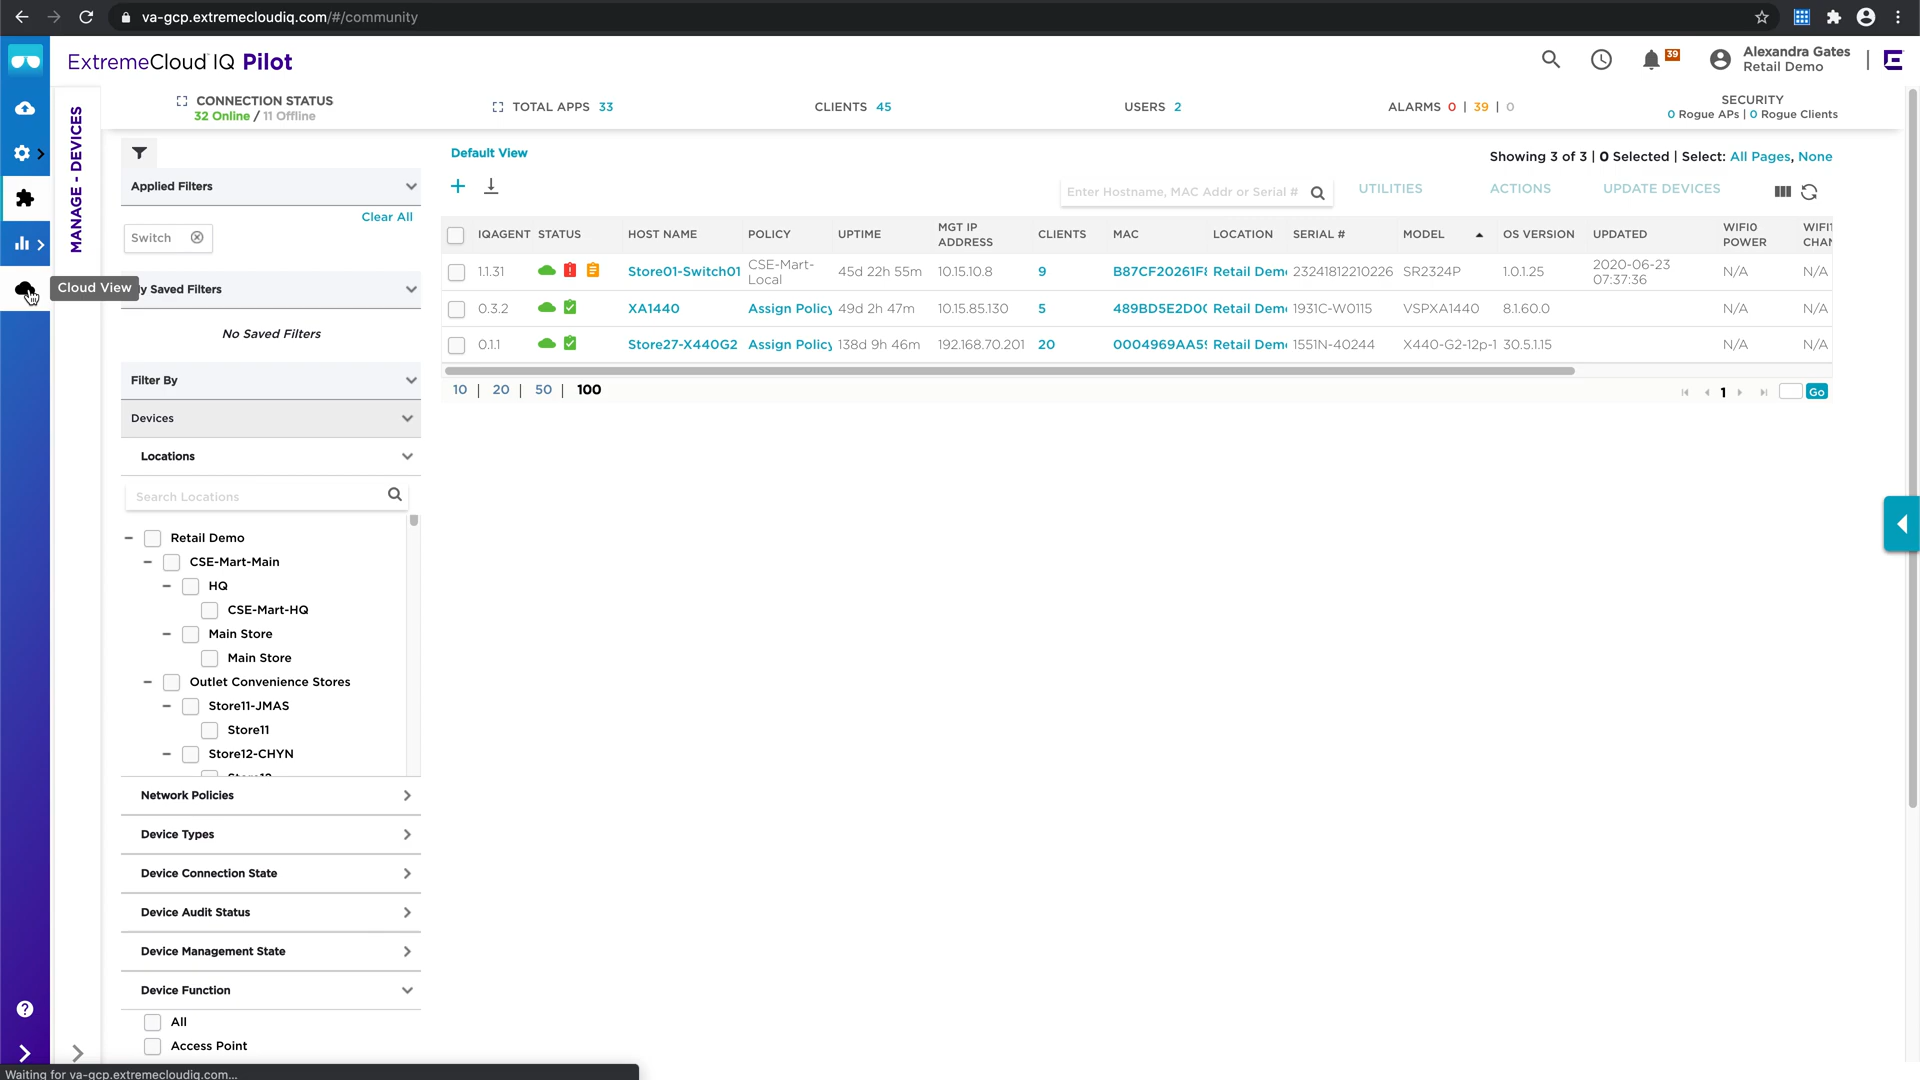 va-gcp.extremecloudiq.com/#/community
ExtremeCloud IQ Pilot
39
Alexandra Gates
Retail Demo
MANAGE - DEVICES
CONNECTION STATUS
32 Online / 11 Offline
TOTAL APPS 33
CLIENTS 45
USERS 2
ALARMS 0 | 39 | 0
SECURITY
0 Rogue APs | 0 Rogue Clients
Default View
Showing 3 of 3 | 0 Selected | Select: All Pages, None
Applied Filters
Clear All
Switch
Cloud View
y Saved Filters
No Saved Filters
Filter By
Devices
Locations
Search Locations
Retail Demo
CSE-Mart-Main
HQ
CSE-Mart-HQ
Main Store
Main Store
Outlet Convenience Stores
Store11-JMAS
Store11
Store12-CHYN
Network Policies
Device Types
Device Connection State
Device Audit Status
Device Management State
Device Function
All
Access Point
Enter Hostname, MAC Addr or Serial #
UTILITIES
ACTIONS
UPDATE DEVICES
IQAGENT STATUS HOST NAME POLICY UPTIME MGT IP ADDRESS CLIENTS MAC LOCATION SERIAL # MODEL OS VERSION UPDATED WIFI0 POWER WIFI1 CHAN
1.1.31 Store01-Switch01 CSE-Mart-Local 45d 22h 55m 10.15.10.8 9 B87CF20261F8 Retail Dem 23241812210226 SR2324P 1.0.1.25 2020-06-23 07:37:36 N/A N/A
0.3.2 XA1440 Assign Policy 49d 2h 47m 10.15.85.130 5 489BD5E2D0 Retail Dem 1931C-W0115 VSPXA1440 8.1.60.0 N/A N/A
0.1.1 Store27-X440G2 Assign Policy 138d 9h 46m 192.168.70.201 20 0004969AA5 Retail Dem 1551N-40244 X440-G2-12p-1 30.5.1.15 N/A N/A
10 | 20 | 50 | 100
1
Go
Waiting for va-gcp.extremecloudiq.com...